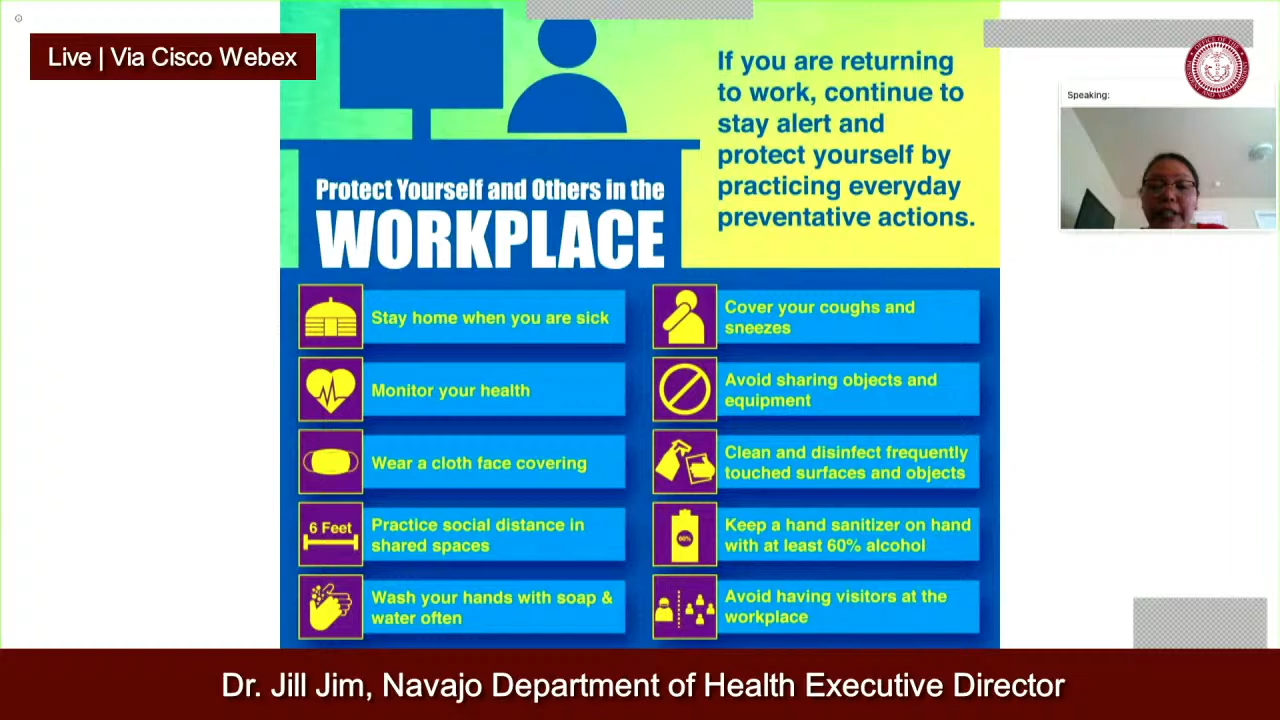 Live | Via Cisco Webex
If you are returning
to work, continue to
stay alert and
protect yourself by
practicing everyday
preventative actions.
Speaking:
Protect Yourself and Others in the
WORKPLACE
Stay home when you are sick
Monitor your health
Wear a cloth face covering
6 Feet
Practice social distance in
shared spaces
Wash your hands with soap &
water often
Cover your coughs and
sneezes
Avoid sharing objects and
equipment
Clean and disinfect frequently
touched surfaces and objects
60%
Keep a hand sanitizer on hand
with at least 60% alcohol
Avoid having visitors at the
workplace
Dr. Jill Jim, Navajo Department of Health Executive Director